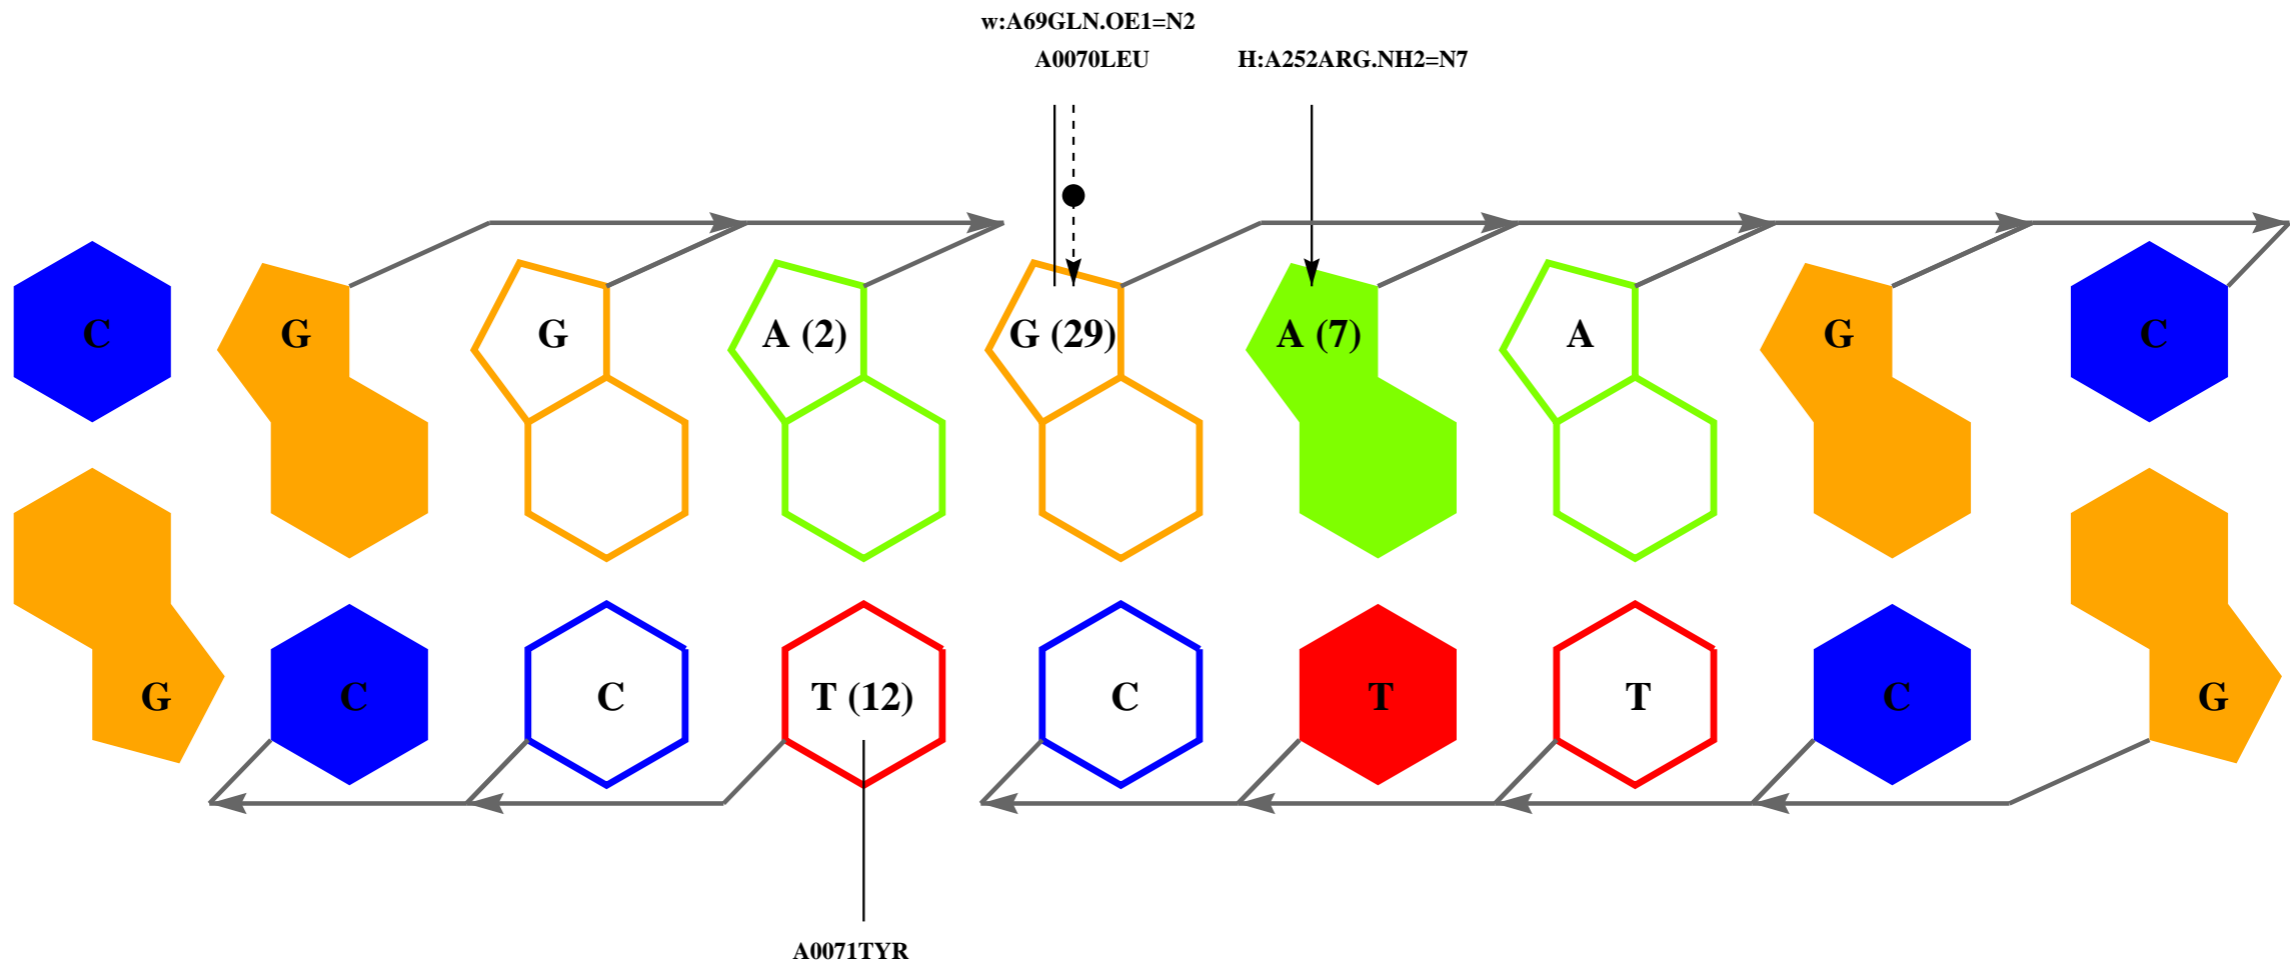 w:A69GLN.OE1=N2
A0070LEU H:A252ARG.NH2=N7
C G G A (2) G (29) A (7) A G C
G C C T (12) C T T C G
A0071TYR